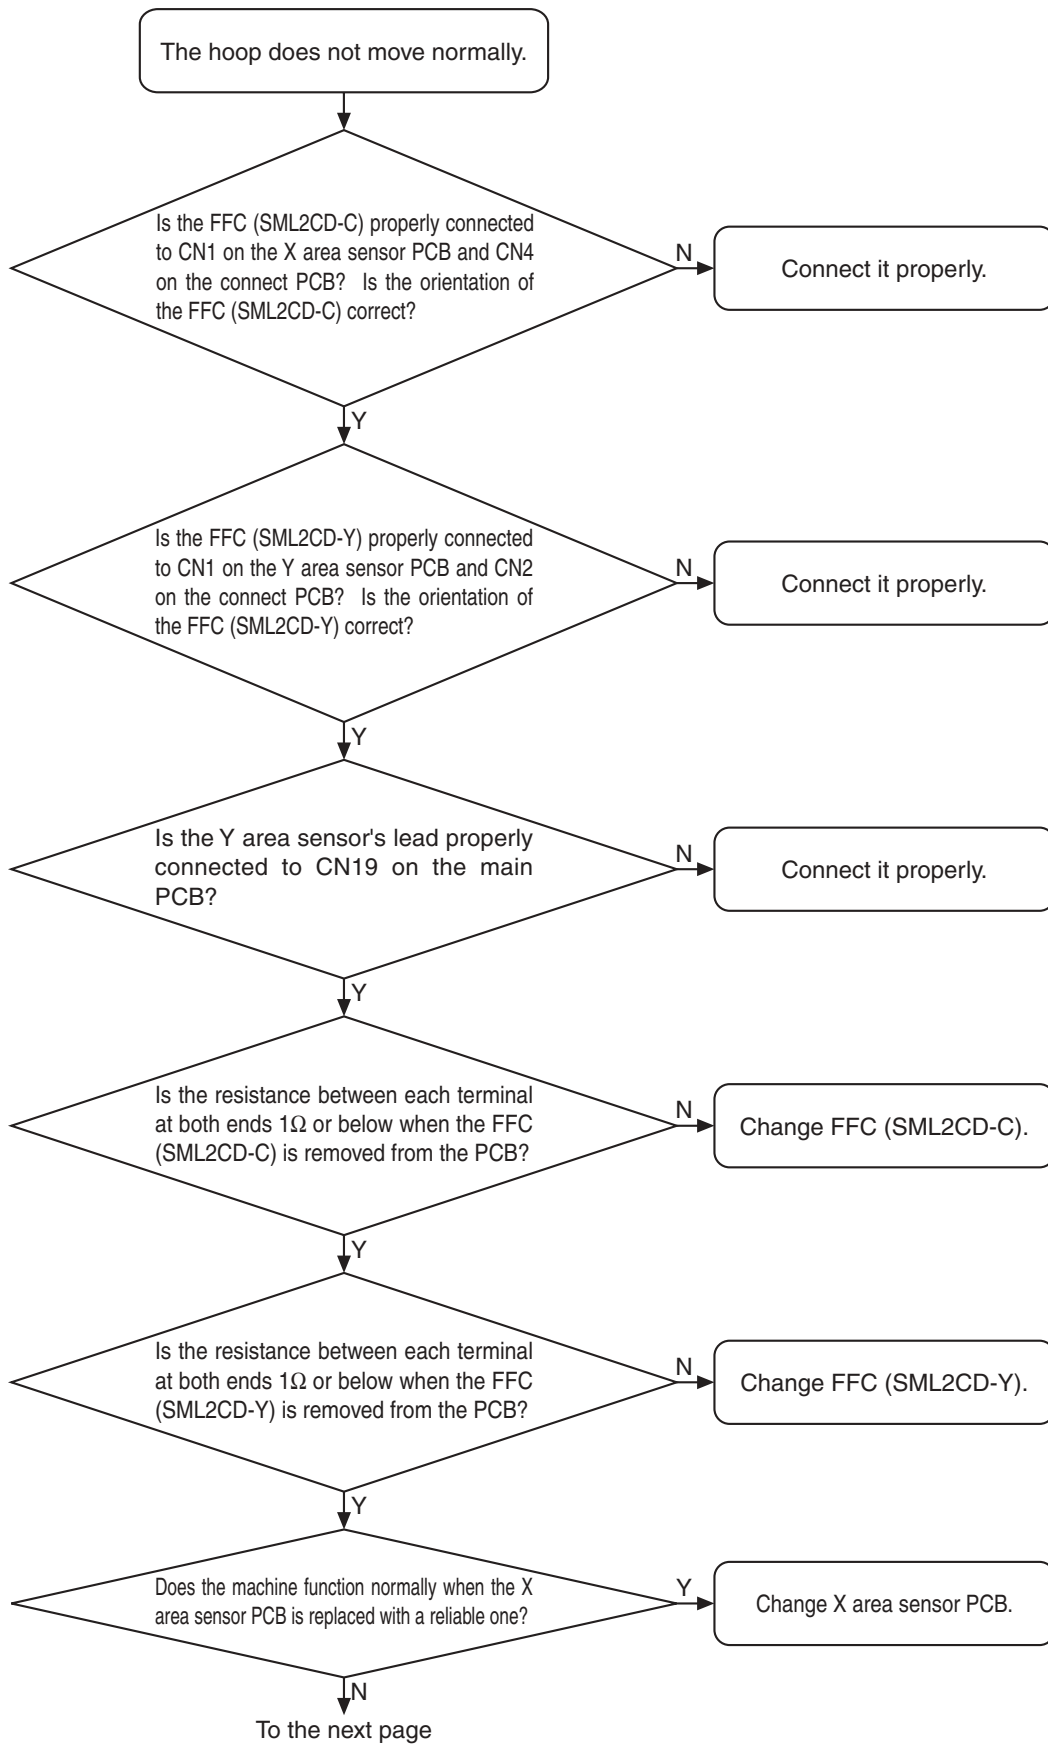 The hoop does not move normally.
Is the FFC (SML2CD-C) properly connected
to CN1 on the X area sensor PCB and CN4
on the connect PCB? Is the orientation of
the FFC (SML2CD-C) correct?
N
Connect it properly.
Y
Is the FFC (SML2CD-Y) properly connected
to CN1 on the Y area sensor PCB and CN2
on the connect PCB? Is the orientation of
the FFC (SML2CD-Y) correct?
N
Connect it properly.
Y
Is the Y area sensor's lead properly
connected to CN19 on the main
PCB?
N
Connect it properly.
Y
Is the resistance between each terminal
at both ends 1Ω or below when the FFC
(SML2CD-C) is removed from the PCB?
N
Change FFC (SML2CD-C).
Y
Is the resistance between each terminal
at both ends 1Ω or below when the FFC
(SML2CD-Y) is removed from the PCB?
N
Change FFC (SML2CD-Y).
Y
Does the machine function normally when the X
area sensor PCB is replaced with a reliable one?
Y
Change X area sensor PCB.
N
To the next page